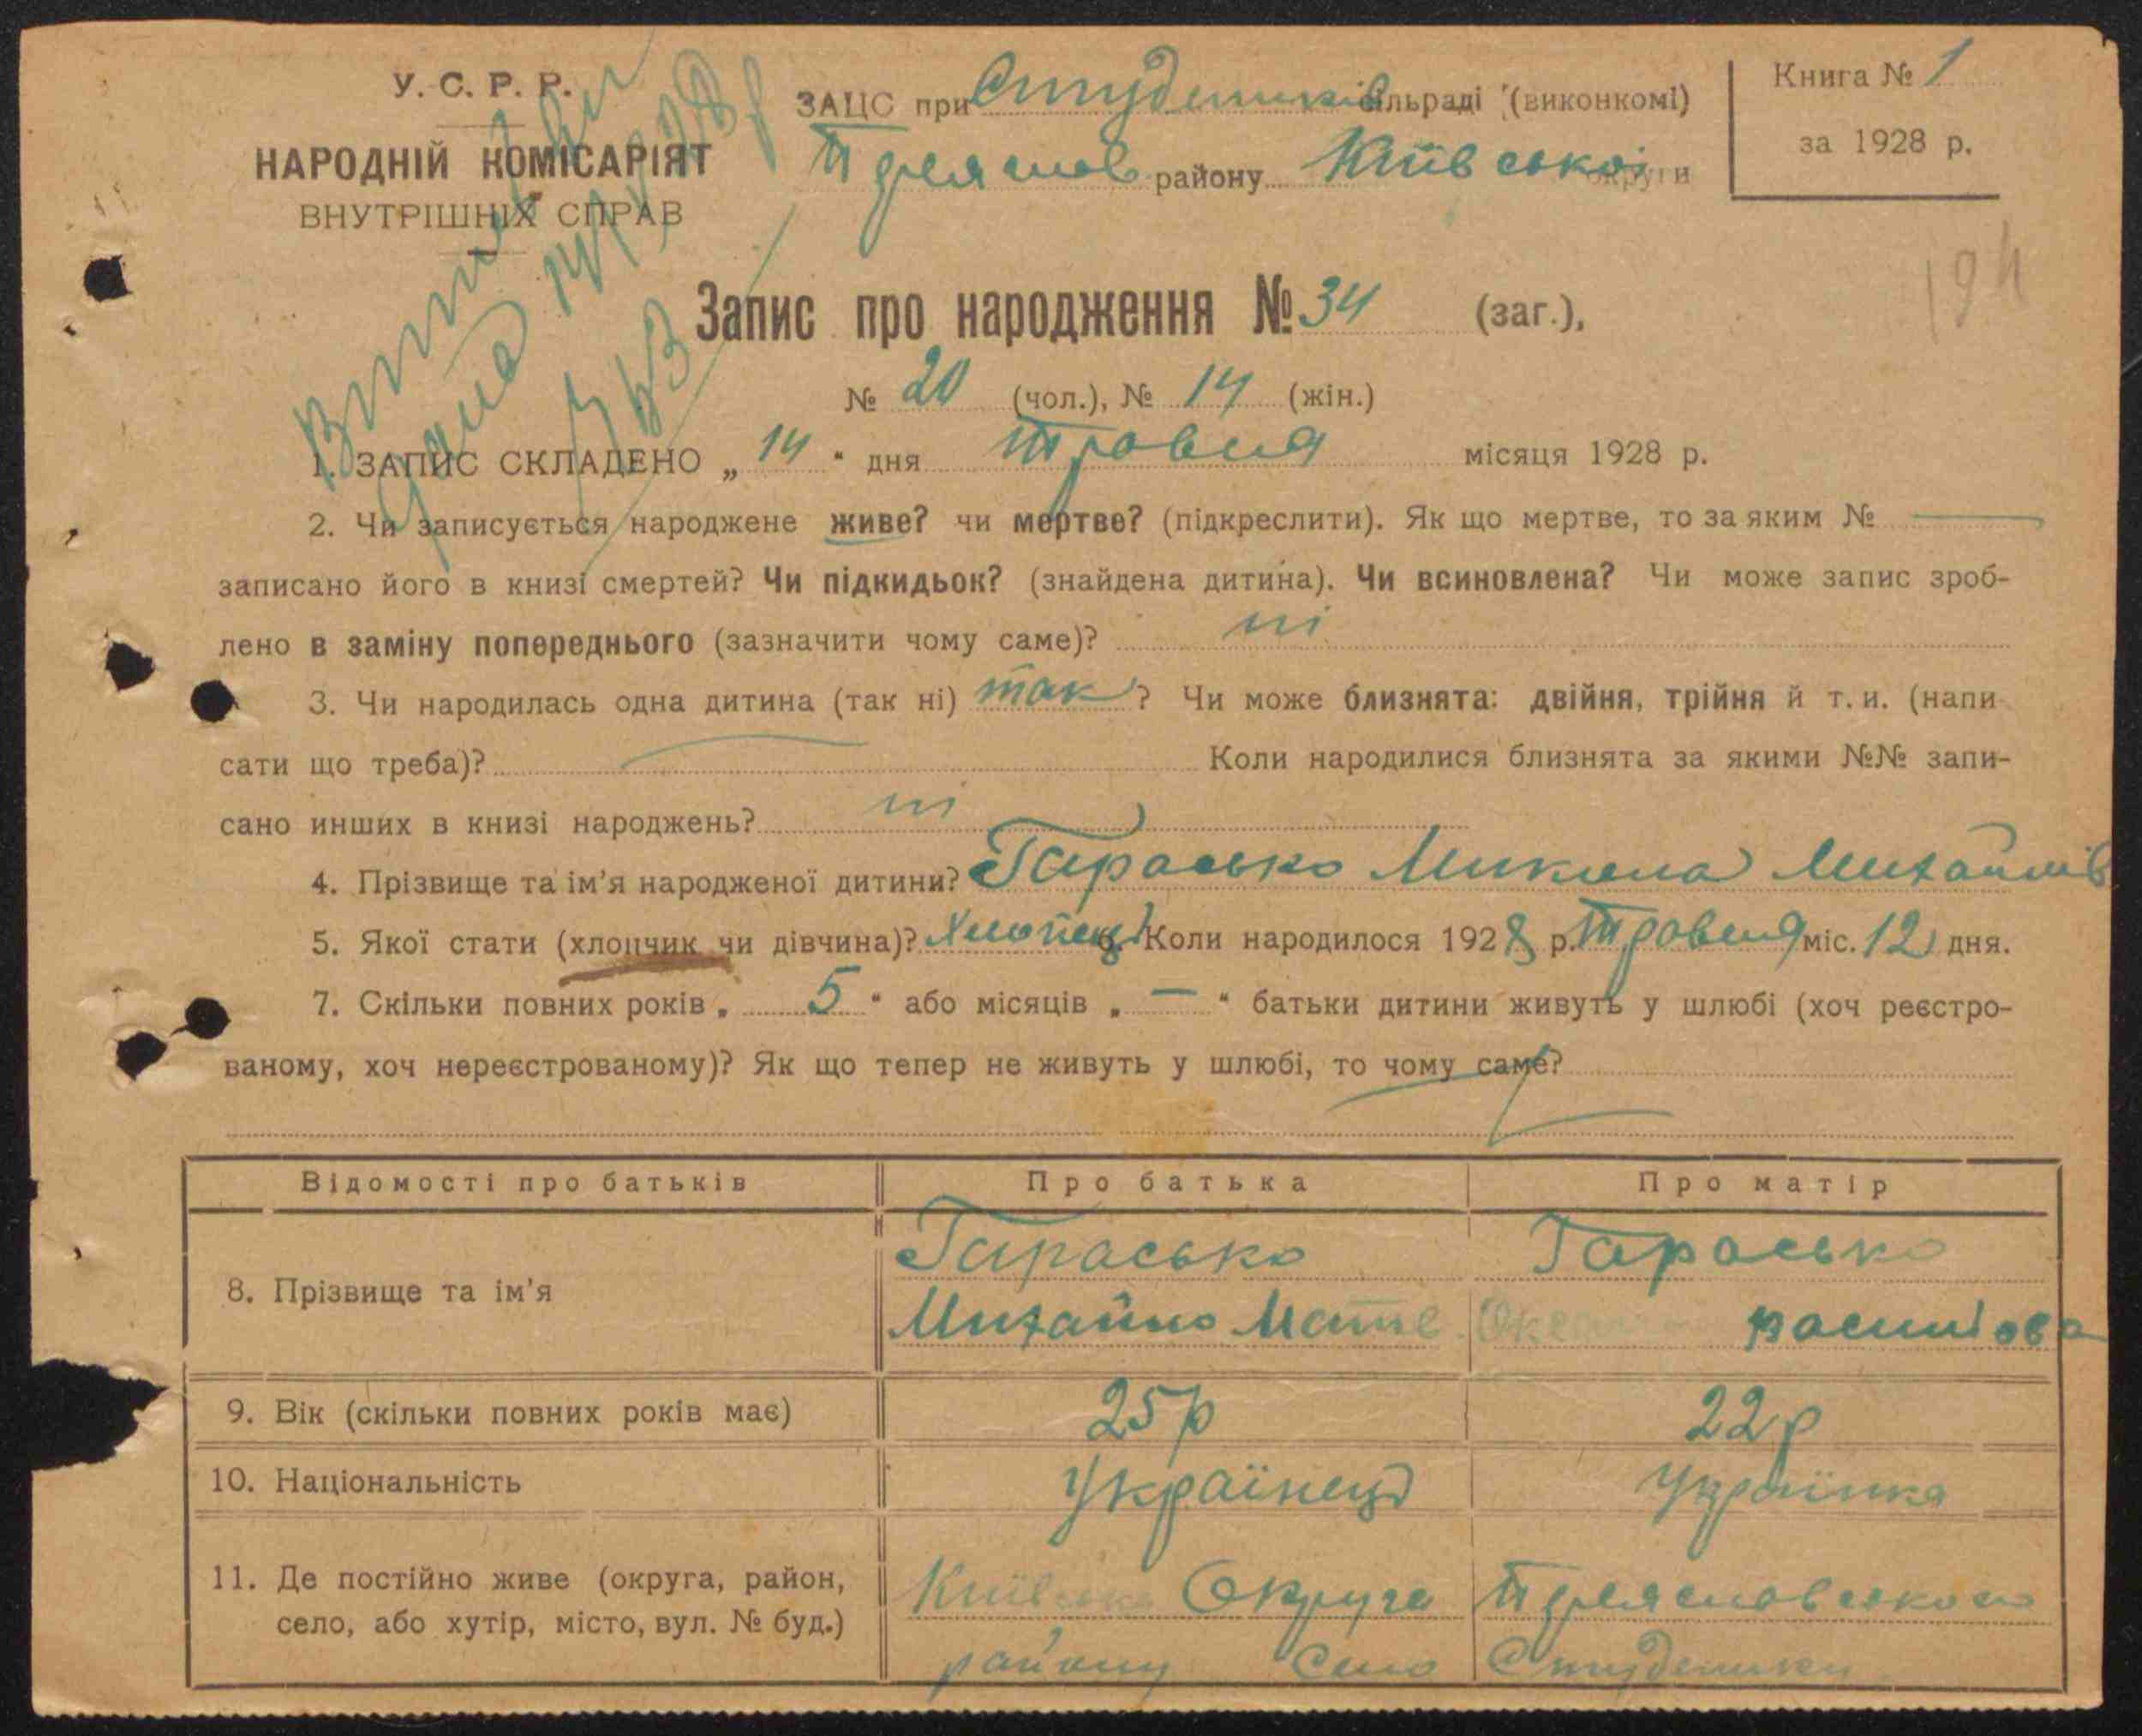 У. С. Р. Р.
НАРОДНІЙ КОМІСАРІЯТ
ВНУТРІШНІХ СПРАВ
ЗАЦС при Студеників сільраді (виконкомі)
Переяслов району Київської округи
Книга № 1
за 1928 р.
194
Запис про народження № 34 (заг.),
№ 20 (чол.), № 14 (жін.)
1. ЗАПИС СКЛАДЕНО „14“ дня травня місяця 1928 р.
2. Чи записується народжене живе? чи мертве? (підкреслити). Як що мертве, то за яким № —
записано його в книзі смертей? Чи підкидьок? (знайдена дитина). Чи всиновлена? Чи може запис зроб-
лено в заміну попереднього (зазначити чому саме)? ні
3. Чи народилась одна дитина (так ні) так? Чи може близнята: двійня, трійня й т. и. (напи-
сати що треба)? — Коли народилися близнята за якими №№ запи-
сано инших в книзі народжень? ні
4. Прізвище та ім'я народженої дитини? Гарасько Микола Михайлів
5. Якої стати (хлопчик чи дівчина)? Хлопець 6. Коли народилося 1928 р. Травня міс. 12 дня.
7. Скільки повних років „5“ або місяців „—“ батьки дитини живуть у шлюбі (хоч реєстро-
ваному, хоч нереєстрованому)? Як що тепер не живуть у шлюбі, то чому саме?
Відомості про батьків Про батька Про матір
8. Прізвище та ім'я Гарасько Гарасько
Михайло Матв
9. Вік (скільки повних років має) 25р 22р
10. Національність Українець Українка
11. Де постійно живе (округа, район, Київська Округа Переясловського
село, або хутір, місто, вул. № буд.) району Село Студеники